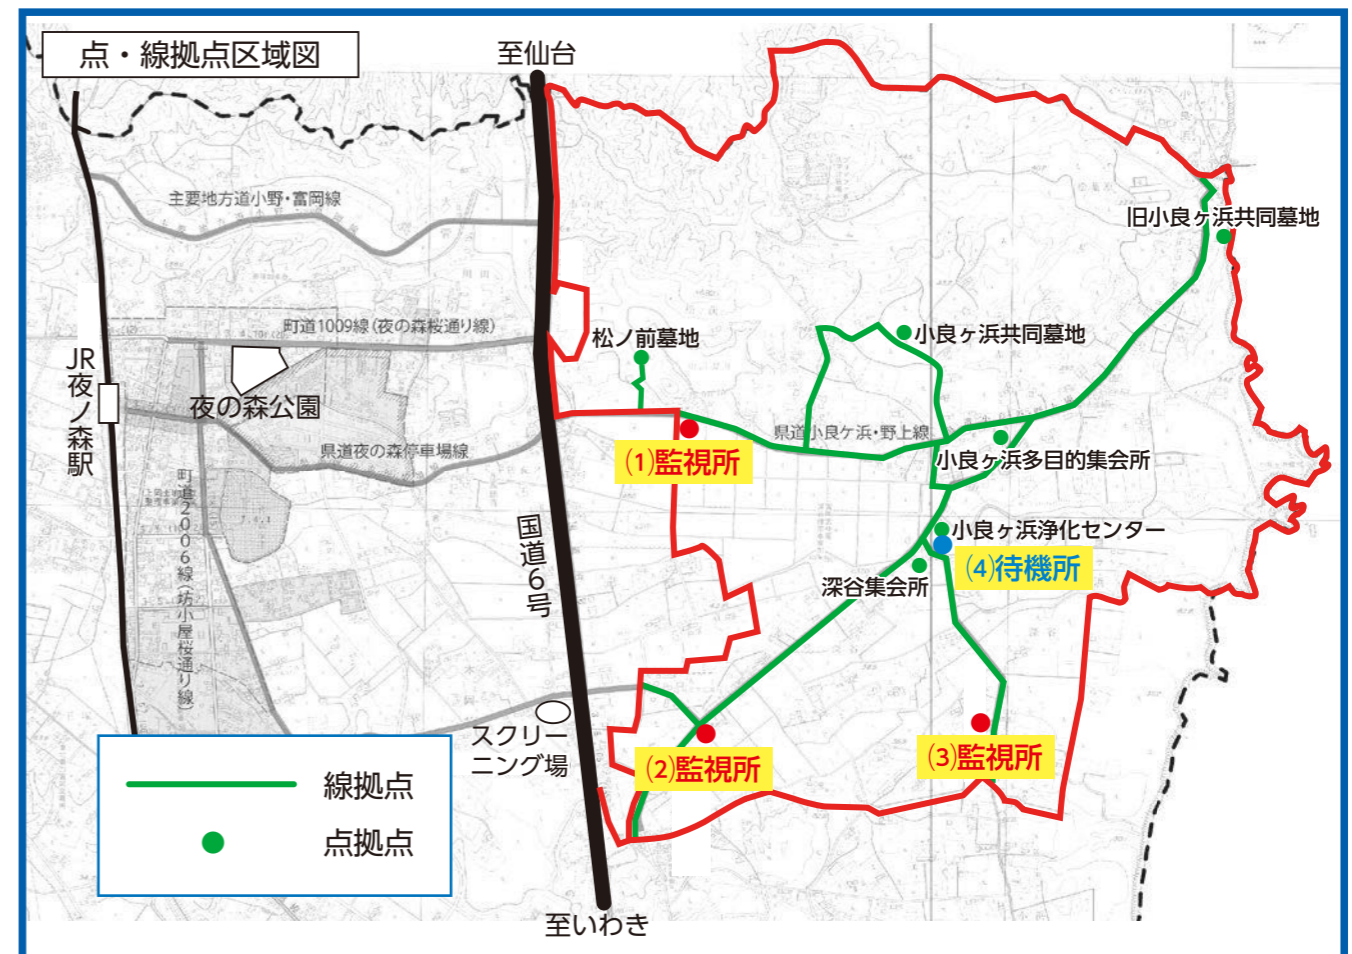 点・線拠点区域図
至仙台
主要地方道小野・富岡線
旧小良ヶ浜共同墓地
町道1009線(夜の森桜通り線)
松ノ前墓地
小良ヶ浜共同墓地
JR夜ノ森駅
夜の森公園
県道夜の森停車場線
県道小良ケ浜・野上線
⑴監視所
小良ヶ浜多目的集会所
町道2006線(坊小屋桜通り線)
国道6号
小良ヶ浜浄化センター
⑷待機所
深谷集会所
スクリー
ニング場
⑵監視所
⑶監視所
線拠点
点拠点
至いわき